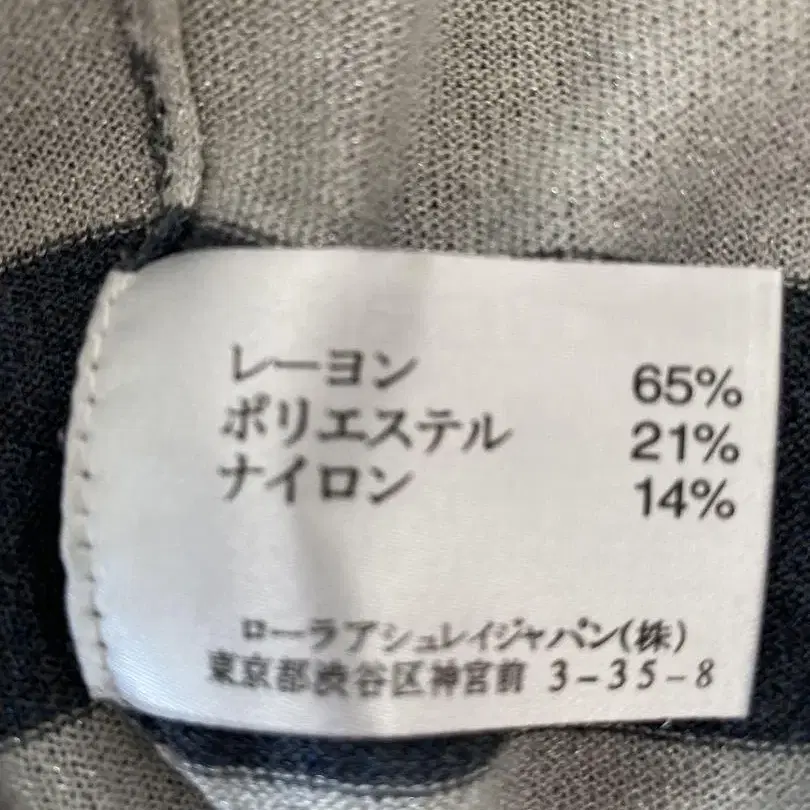 レーヨン 65%
ポリエステル 21%
ナイロン 14%
ローラアシュレイジャパン(株)
東京都渋谷区神宮前 3-35-8